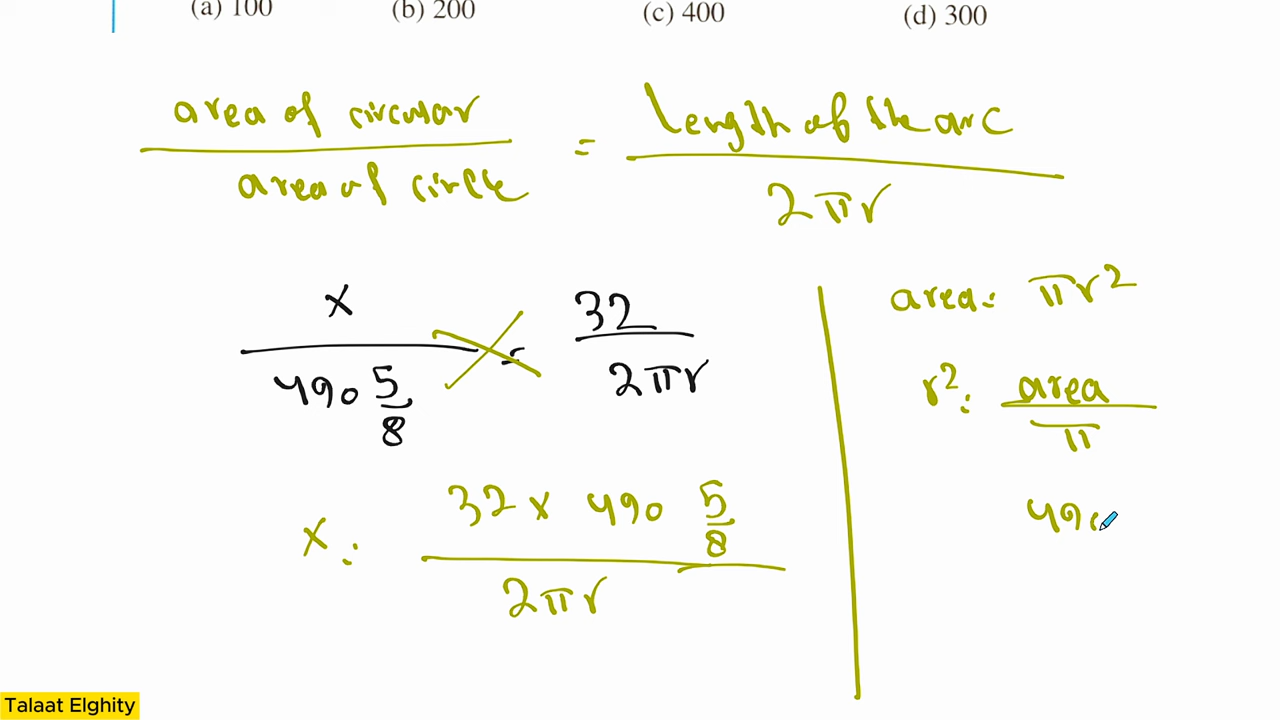 (a) 100 (b) 200 (c) 400 (d) 300
area of circular / area of circle = length of the arc / 2πr
x / 490 5/8 = 32 / 2πr
x = 32 x 490 5/8 / 2πr
area = πr²
r² = area / π
490
Talaat Elghity